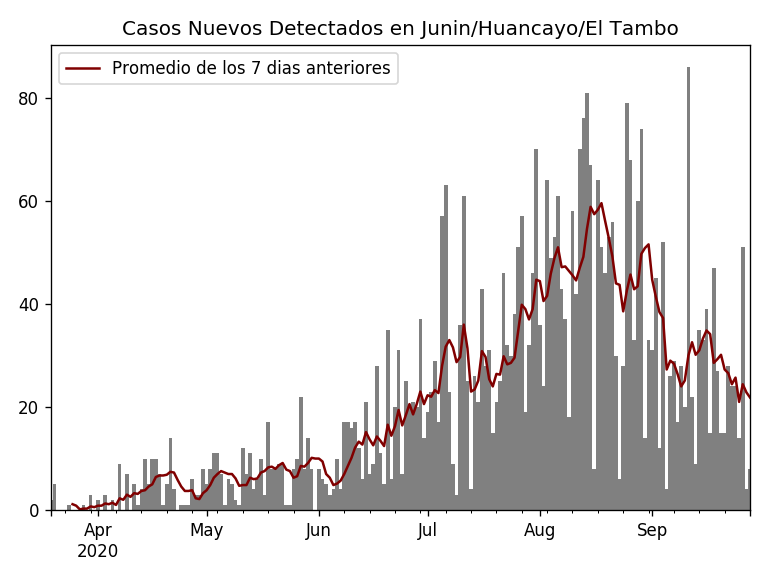 Casos Nuevos Detectados en Junin/Huancayo/El Tambo
Promedio de los 7 dias anteriores
80
60
40
20
0
Apr May Jun Jul Aug Sep
2020